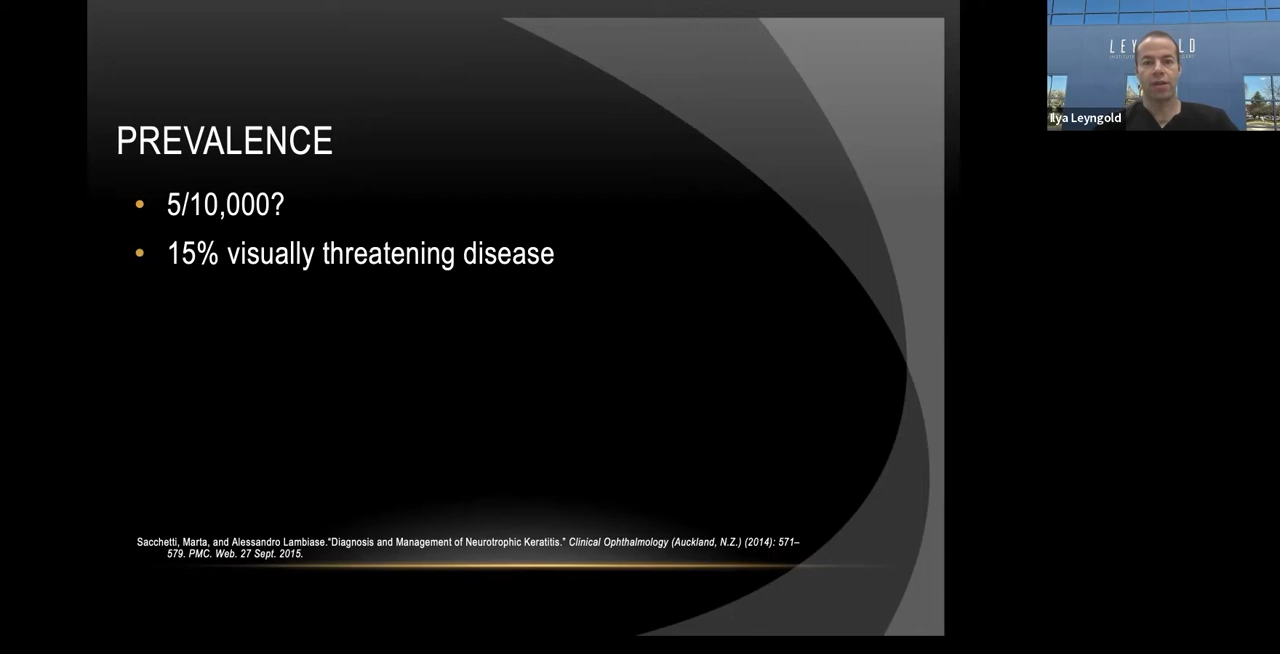 PREVALENCE
• 5/10,000?
• 15% visually threatening disease
Sacchetti, Marta, and Alessandro Lambiase."Diagnosis and Management of Neurotrophic Keratitis." Clinical Ophthalmology (Auckland, N.Z.) (2014): 571–
579. PMC. Web. 27 Sept. 2015.
Ilya Leyngold